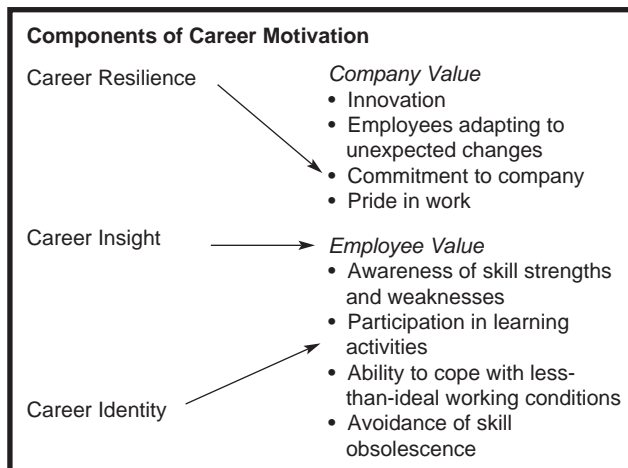 Components of Career Motivation
Career Resilience
Company Value
• Innovation
• Employees adapting to
unexpected changes
• Commitment to company
• Pride in work
Career Insight
Employee Value
• Awareness of skill strengths
and weaknesses
• Participation in learning
activities
• Ability to cope with less-
than-ideal working conditions
Career Identity
• Avoidance of skill
obsolescence